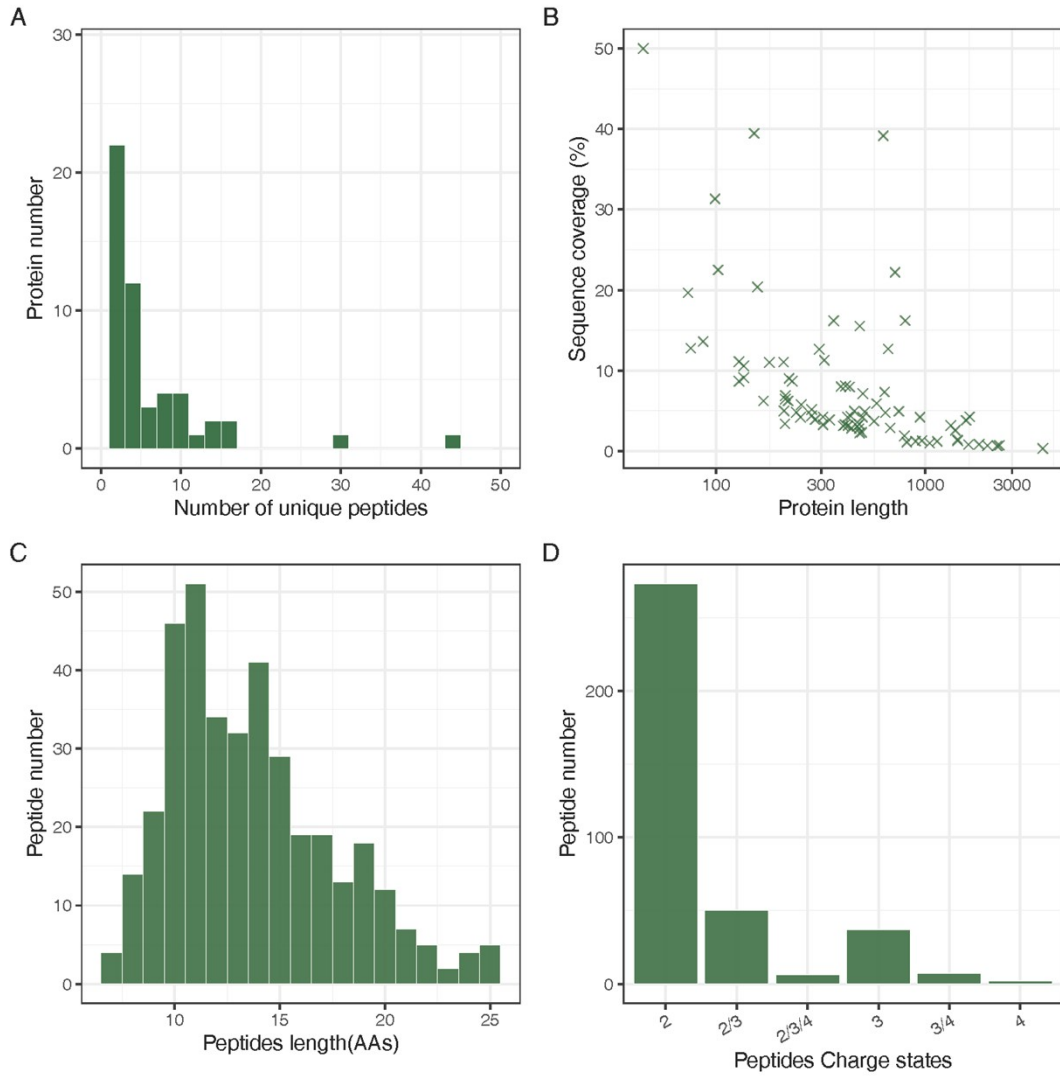 A
30
20
10
0
Protein number
0 10 20 30 40 50
Number of unique peptides
B
50
40
30
20
10
0
Sequence coverage (%)
100 300 1000 3000
Protein length
C
50
40
30
20
10
0
Peptide number
10 15 20 25
Peptides length(AAs)
D
200
100
0
Peptide number
2 2/3 2/3/4 3 3/4 4
Peptides Charge states